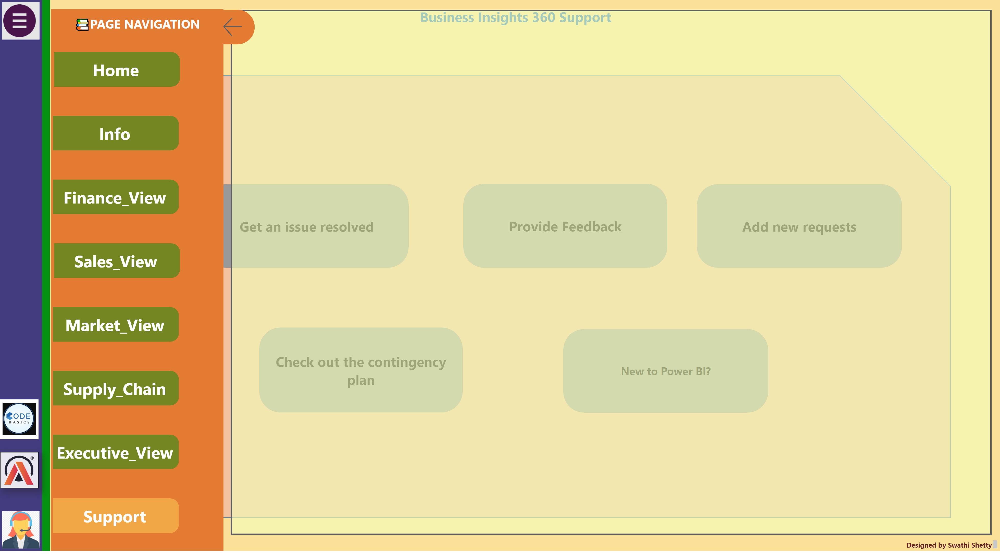 📚PAGE NAVIGATION
Business Insights 360 Support
Home
Info
Finance_View
Sales_View
Market_View
Supply_Chain
Executive_View
Support
Get an issue resolved
Provide Feedback
Add new requests
Check out the contingency
plan
New to Power BI?
CODE
BASICS
®
Designed by Swathi Shetty